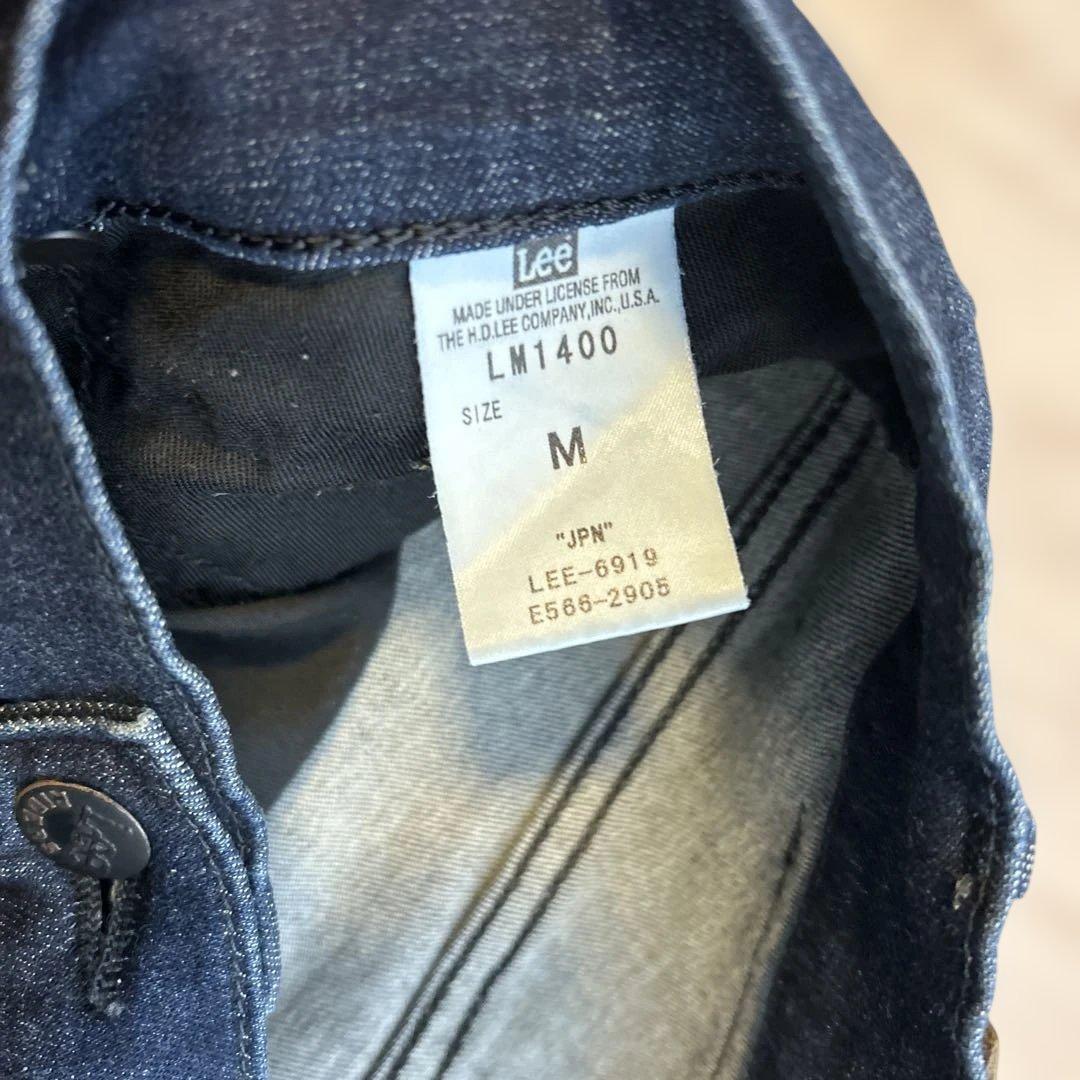 Lee
MADE UNDER LICENSE FROM
THE H.D.LEE COMPANY,INC.,U.S.A.
LM1400
SIZE
M
"JPN"
LEE-6919
E566-2905